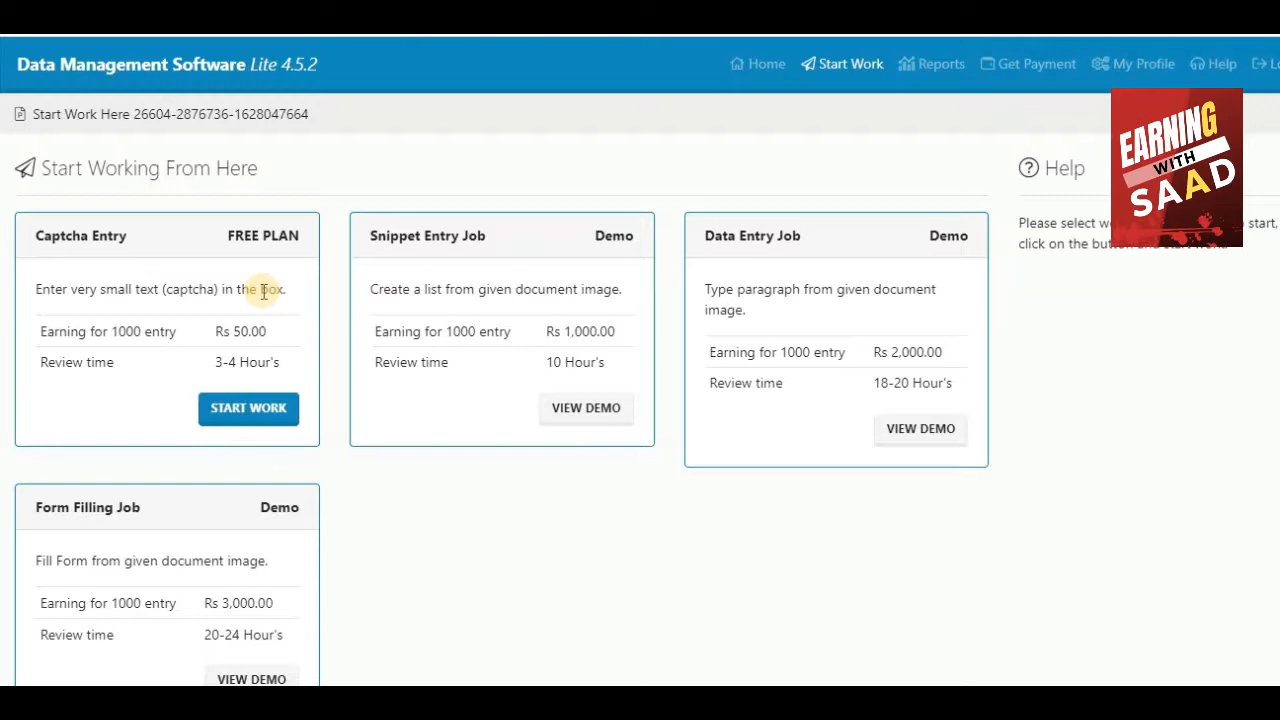 Data Management Software Lite 4.5.2
Home Start Work Reports Get Payment My Profile Help
Start Work Here 26604-2876736-1628047664
EARNING
WITH
SAAD
Start Working From Here
Help
Please select
start,
click on the
Captcha Entry FREE PLAN
Enter very small text (captcha) in the box.
Earning for 1000 entry Rs 50.00
Review time 3-4 Hour's
START WORK
Snippet Entry Job Demo
Create a list from given document image.
Earning for 1000 entry Rs 1,000.00
Review time 10 Hour's
VIEW DEMO
Data Entry Job Demo
Type paragraph from given document
image.
Earning for 1000 entry Rs 2,000.00
Review time 18-20 Hour's
VIEW DEMO
Form Filling Job Demo
Fill Form from given document image.
Earning for 1000 entry Rs 3,000.00
Review time 20-24 Hour's
VIEW DEMO